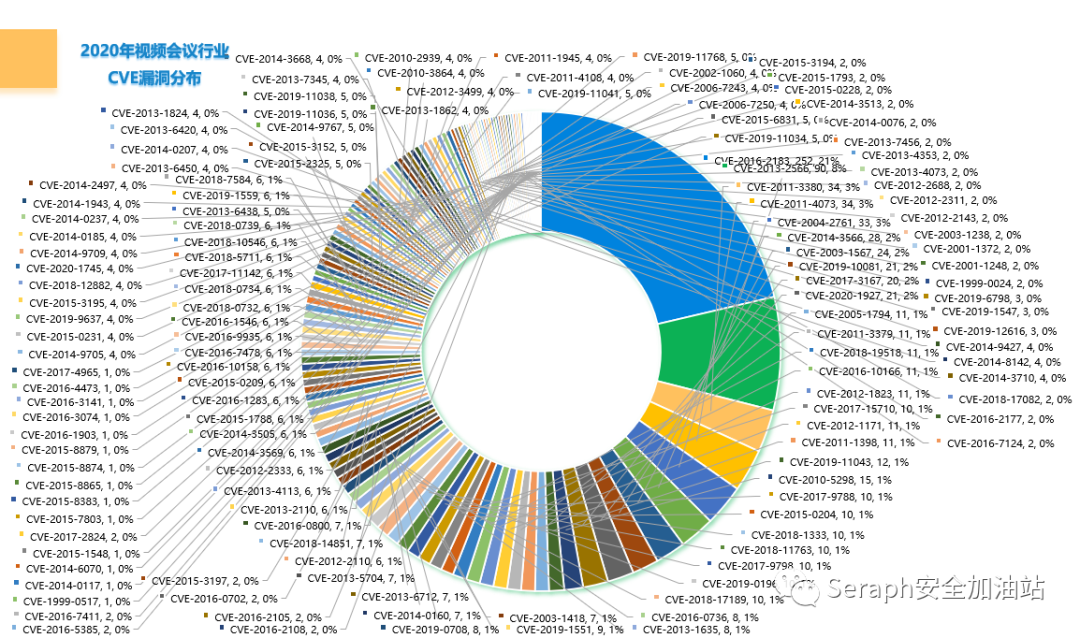 2020年视频会议行业
CVE漏洞分布
CVE-2014-3668, 4, 0%
CVE-2010-2939, 4, 0%
CVE-2011-1945, 4, 0%
CVE-2019-11768, 5, 0%
CVE-2015-3194, 2, 0%
CVE-2013-7345, 4, 0%
CVE-2010-3864, 4, 0%
CVE-2011-4108, 4, 0%
CVE-2002-1060, 4, 0%
CVE-2015-1793, 2, 0%
CVE-2019-11038, 5, 0%
CVE-2012-3499, 4, 0%
CVE-2019-11041, 5, 0%
CVE-2006-7243, 4, 0%
CVE-2015-0228, 2, 0%
CVE-2013-1824, 4, 0%
CVE-2019-11036, 5, 0%
CVE-2013-1862, 4, 0%
CVE-2006-7250, 4, 0%
CVE-2014-3513, 2, 0%
CVE-2013-6420, 4, 0%
CVE-2014-9767, 5, 0%
CVE-2015-6831, 5, 0%
CVE-2014-0076, 2, 0%
CVE-2014-0207, 4, 0%
CVE-2015-3152, 5, 0%
CVE-2019-11034, 5, 0%
CVE-2013-7456, 2, 0%
CVE-2013-6450, 4, 0%
CVE-2015-2325, 5, 0%
CVE-2016-2183, 252, 21%
CVE-2013-4353, 2, 0%
CVE-2013-2566, 90, 8%
CVE-2013-4073, 2, 0%
CVE-2014-2497, 4, 0%
CVE-2018-7584, 6, 1%
CVE-2011-3380, 34, 3%
CVE-2012-2688, 2, 0%
CVE-2014-1943, 4, 0%
CVE-2019-1559, 6, 1%
CVE-2011-4073, 34, 3%
CVE-2012-2311, 2, 0%
CVE-2014-0237, 4, 0%
CVE-2013-6438, 5, 0%
CVE-2004-2761, 33, 3%
CVE-2012-2143, 2, 0%
CVE-2014-0185, 4, 0%
CVE-2018-0739, 6, 1%
CVE-2014-3566, 28, 2%
CVE-2003-1238, 2, 0%
CVE-2014-9709, 4, 0%
CVE-2018-10546, 6, 1%
CVE-2003-1567, 24, 2%
CVE-2001-1372, 2, 0%
CVE-2020-1745, 4, 0%
CVE-2018-5711, 6, 1%
CVE-2019-10081, 21, 2%
CVE-2001-1248, 2, 0%
CVE-2018-12882, 4, 0%
CVE-2017-11142, 6, 1%
CVE-2017-3167, 20, 2%
CVE-1999-0024, 2, 0%
CVE-2015-3195, 4, 0%
CVE-2018-0734, 6, 1%
CVE-2020-1927, 21, 2%
CVE-2019-6798, 3, 0%
CVE-2019-9637, 4, 0%
CVE-2018-0732, 6, 1%
CVE-2005-1794, 11, 1%
CVE-2019-1547, 3, 0%
CVE-2015-0231, 4, 0%
CVE-2016-1546, 6, 1%
CVE-2011-3379, 11, 1%
CVE-2019-12616, 3, 0%
CVE-2014-9705, 4, 0%
CVE-2016-9935, 6, 1%
CVE-2018-19518, 11, 1%
CVE-2014-9427, 4, 0%
CVE-2017-4965, 1, 0%
CVE-2016-7478, 6, 1%
CVE-2016-10166, 11, 1%
CVE-2014-8142, 4, 0%
CVE-2016-4473, 1, 0%
CVE-2016-10158, 6, 1%
CVE-2014-3710, 4, 0%
CVE-2016-3141, 1, 0%
CVE-2015-0209, 6, 1%
CVE-2012-1823, 11, 1%
CVE-2018-17082, 2, 0%
CVE-2016-3074, 1, 0%
CVE-2016-1283, 6, 1%
CVE-2017-15710, 10, 1%
CVE-2016-2177, 2, 0%
CVE-2016-1903, 1, 0%
CVE-2015-1788, 6, 1%
CVE-2012-1171, 11, 1%
CVE-2016-7124, 2, 0%
CVE-2015-8879, 1, 0%
CVE-2014-3505, 6, 1%
CVE-2011-1398, 11, 1%
CVE-2015-8874, 1, 0%
CVE-2014-3569, 6, 1%
CVE-2019-11043, 12, 1%
CVE-2015-8865, 1, 0%
CVE-2012-2333, 6, 1%
CVE-2010-5298, 15, 1%
CVE-2015-8383, 1, 0%
CVE-2013-4113, 6, 1%
CVE-2017-9788, 10, 1%
CVE-2015-7803, 1, 0%
CVE-2013-2110, 6, 1%
CVE-2015-0204, 10, 1%
CVE-2017-2824, 2, 0%
CVE-2016-0800, 7, 1%
CVE-2018-1333, 10, 1%
CVE-2015-1548, 1, 0%
CVE-2018-14851, 7, 1%
CVE-2018-11763, 10, 1%
CVE-2014-6070, 1, 0%
CVE-2012-2110, 6, 1%
CVE-2017-9798, 10, 1%
CVE-2014-0117, 1, 0%
CVE-2015-3197, 2, 0%
CVE-2013-5704, 7, 1%
Seraph安全加油站
CVE-1999-0517, 1, 0%
CVE-2016-0702, 2, 0%
CVE-2013-6712, 7, 1%
CVE-2018-17189, 10, 1%
CVE-2016-7411, 2, 0%
CVE-2016-2105, 2, 0%
CVE-2014-0160, 7, 1%
CVE-2003-1418, 7, 1%
CVE-2016-0736, 8, 1%
CVE-2016-5385, 2, 0%
CVE-2016-2108, 2, 0%
CVE-2019-0708, 8, 1%
CVE-2019-1551, 9, 1%
CVE-2013-1635, 8, 1%